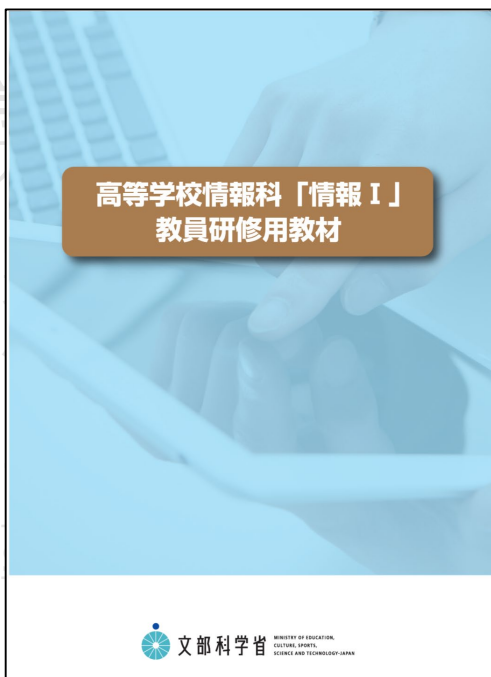 高等学校情報科「情報Ⅰ」
教員研修用教材
文部科学省
MINISTRY OF EDUCATION,
CULTURE, SPORTS,
SCIENCE AND TECHNOLOGY-JAPAN